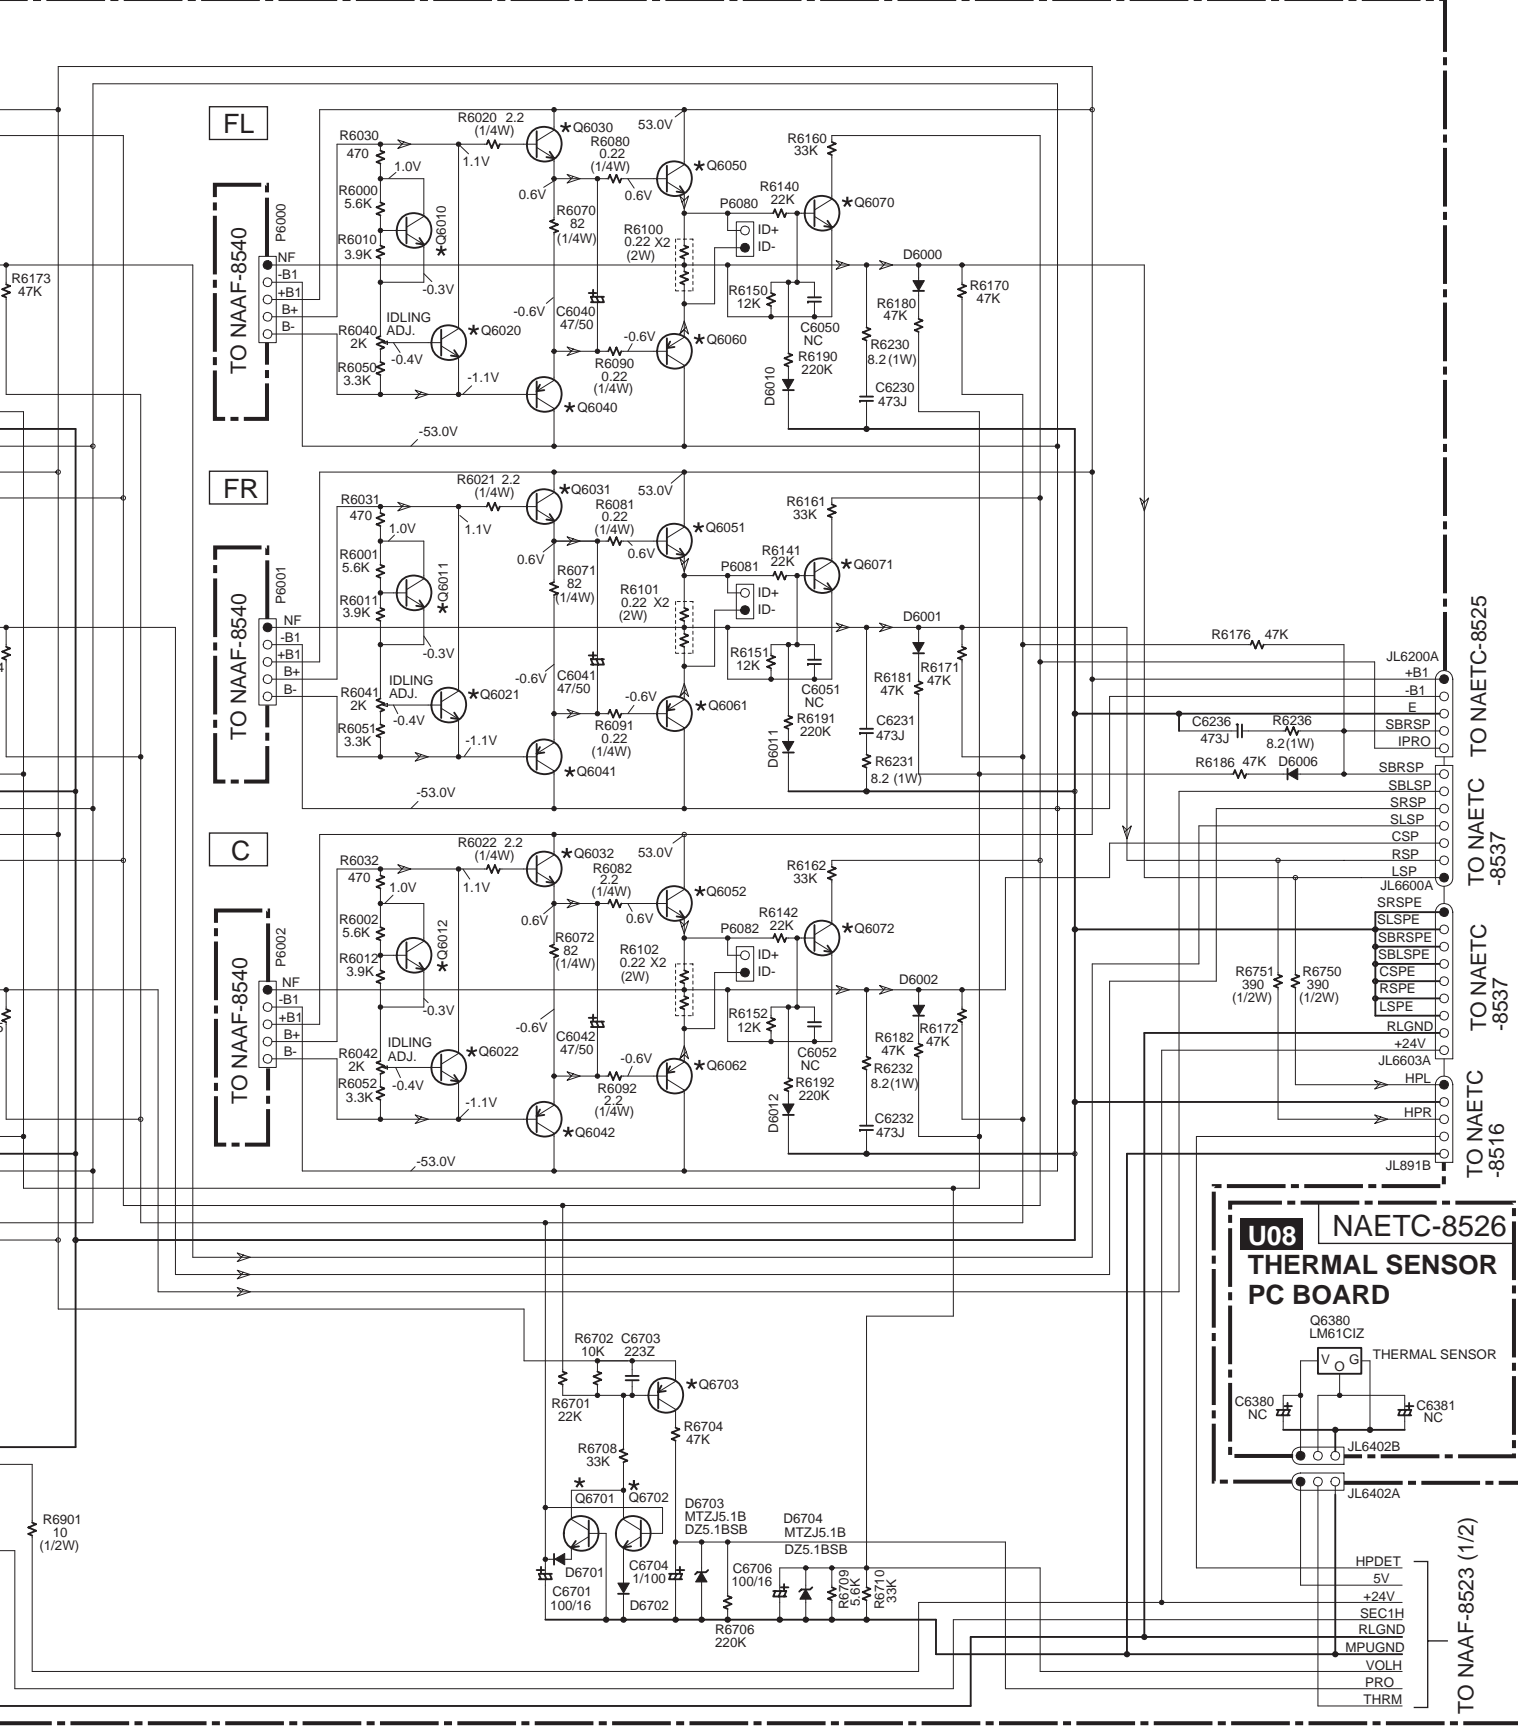 FL
TO NAAF-8540
P6000
NF
-B1
+B1
B+
B-
R6030
470
1.0V
R6000
5.6K
R6010
3.9K
★Q6010
-0.3V
R6040
2K
IDLING
ADJ.
-0.4V
R6050
3.3K
★Q6020
1.1V
-1.1V
R6020 2.2
(1/4W)
★Q6030
0.6V
R6070
82
(1/4W)
-0.6V
★Q6040
R6080
0.22
(1/4W)
0.6V
C6040
47/50
-0.6V
R6090
0.22
(1/4W)
53.0V
★Q6050
R6100
0.22 X2
(2W)
★Q6060
-53.0V
P6080
ID+
ID-
R6140
22K
R6160
33K
★Q6070
R6150
12K
C6050
NC
R6190
220K
D6010
D6000
R6180
47K
R6170
47K
R6230
8.2 (1W)
C6230
473J
R6173
47K
FR
TO NAAF-8540
P6001
NF
-B1
+B1
B+
B-
R6031
470
1.0V
R6001
5.6K
R6011
3.9K
★Q6011
-0.3V
R6041
2K
IDLING
ADJ.
-0.4V
R6051
3.3K
★Q6021
1.1V
-1.1V
R6021 2.2
(1/4W)
★Q6031
0.6V
R6071
82
(1/4W)
-0.6V
★Q6041
R6081
0.22
(1/4W)
0.6V
C6041
47/50
-0.6V
R6091
0.22
(1/4W)
53.0V
★Q6051
R6101
0.22 X2
(2W)
★Q6061
-53.0V
P6081
ID+
ID-
R6141
22K
R6161
33K
★Q6071
R6151
12K
C6051
NC
R6191
220K
D6011
D6001
R6181
47K
R6171
47K
C6231
473J
R6231
8.2 (1W)
C
TO NAAF-8540
P6002
NF
-B1
+B1
B+
B-
R6032
470
1.0V
R6002
5.6K
R6012
3.9K
★Q6012
-0.3V
R6042
2K
IDLING
ADJ.
-0.4V
R6052
3.3K
★Q6022
1.1V
-1.1V
R6022 2.2
(1/4W)
★Q6032
0.6V
R6072
82
(1/4W)
-0.6V
★Q6042
R6082
2.2
(1/4W)
0.6V
C6042
47/50
-0.6V
R6092
2.2
(1/4W)
53.0V
★Q6052
R6102
0.22 X2
(2W)
★Q6062
-53.0V
P6082
ID+
ID-
R6142
22K
R6162
33K
★Q6072
R6152
12K
C6052
NC
R6192
220K
D6012
D6002
R6182
47K
R6172
47K
R6232
8.2 (1W)
C6232
473J
R6176 47K
C6236
473J
R6236
8.2 (1W)
R6186 47K
D6006
JL6200A
+B1
-B1
E
SBRSP
IPRO
TO NAETC-8525
SBRSP
SBLSP
SRSP
SLSP
CSP
RSP
LSP
JL6600A
TO NAETC
-8537
SRSPE
SLSPE
SBRSPE
SBLSPE
CSPE
RSPE
LSPE
RLGND
+24V
JL6603A
TO NAETC
-8537
R6751
390
(1/2W)
R6750
390
(1/2W)
HPL
HPR
JL891B
TO NAETC
-8516
U08
NAETC-8526
THERMAL SENSOR
PC BOARD
Q6380
LM61CIZ
V O G
THERMAL SENSOR
C6380
NC
C6381
NC
JL6402B
JL6402A
R6702
10K
C6703
223Z
R6701
22K
★Q6703
R6704
47K
R6708
33K
★
Q6701
★
Q6702
D6701
C6701
100/16
C6704
1/100
D6702
D6703
MTZJ5.1B
DZ5.1BSB
R6706
220K
C6706
100/16
D6704
MTZJ5.1B
DZ5.1BSB
R6709
5.6K
R6710
33K
R6901
10
(1/2W)
HPDET
5V
+24V
SEC1H
RLGND
MPUGND
VOLH
PRO
THRM
TO NAAF-8523 (1/2)